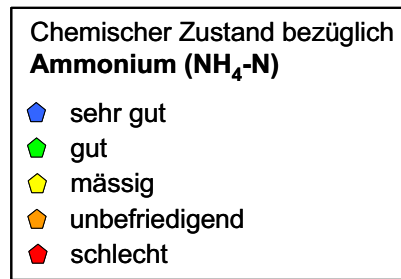 Chemischer Zustand bezüglich
Ammonium (NH₄-N)
sehr gut
gut
mässig
unbefriedigend
schlecht